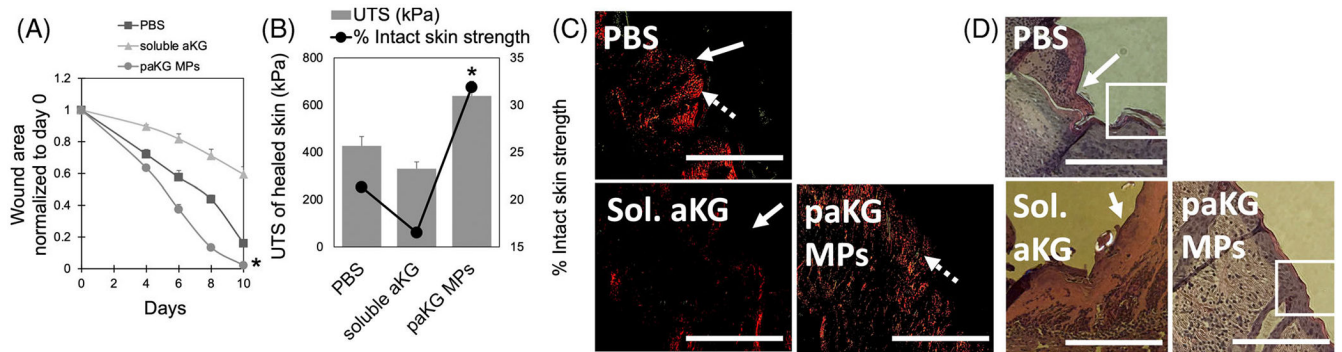 (A)
PBS
soluble aKG
paKG MPs
Wound area
normalized to day 0
1.2
1
0.8
0.6
0.4
0.2
0
0 2 4 6 8 10
Days
*
(B)
UTS (kPa)
% Intact skin strength
UTS of healed skin (kPa)
800
600
400
200
0
35
30
25
20
15
% Intact skin strength
*
PBS
soluble aKG
paKG MPs
(C)
PBS
Sol. aKG
paKG
MPs
(D)
PBS
Sol.
aKG
paKG
MPs